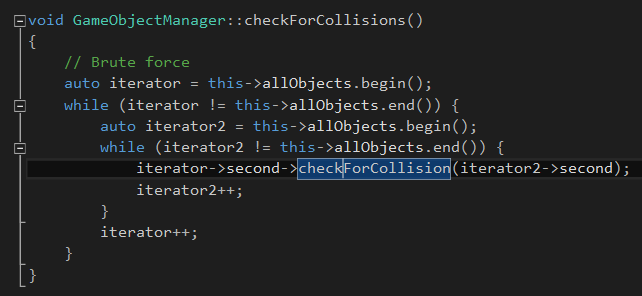 void GameObjectManager::checkForCollisions()
{
    // Brute force
    auto iterator = this->allObjects.begin();
    while (iterator != this->allObjects.end()) {
        auto iterator2 = this->allObjects.begin();
        while (iterator2 != this->allObjects.end()) {
            iterator->second->checkForCollision(iterator2->second);
            iterator2++;
        }
        iterator++;
    }
}